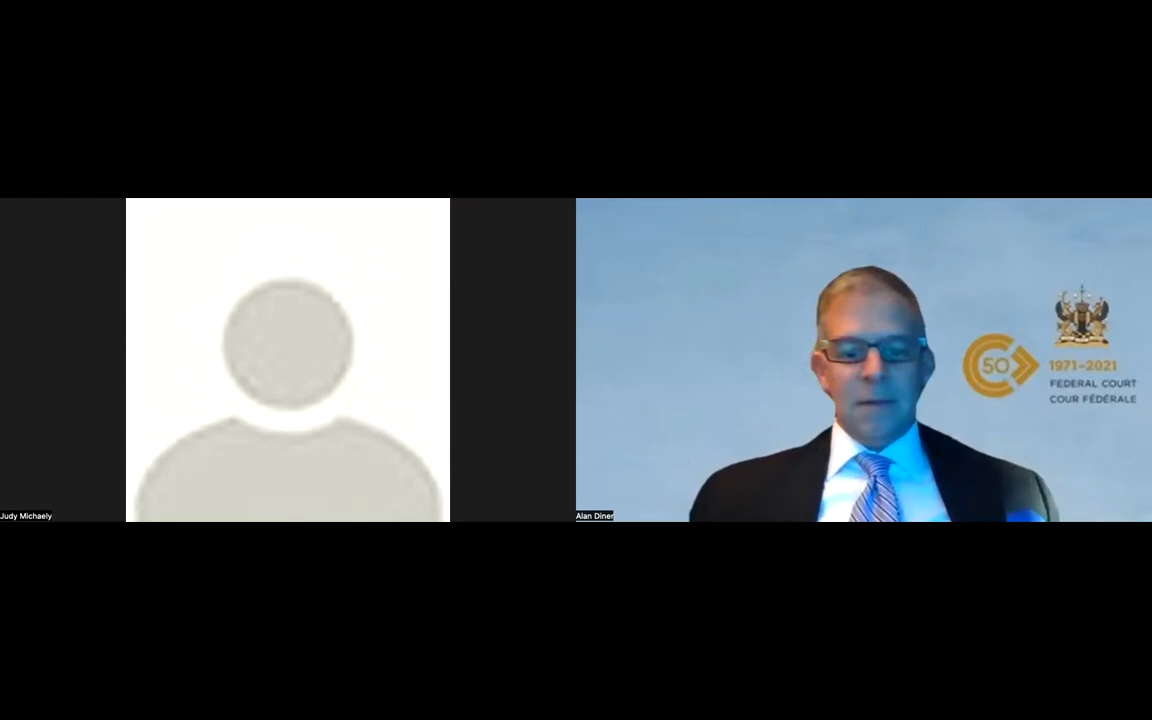 50
1971-2021
FEDERAL COURT
COUR FÉDÉRALE
Judy Michaely
Alan Diner